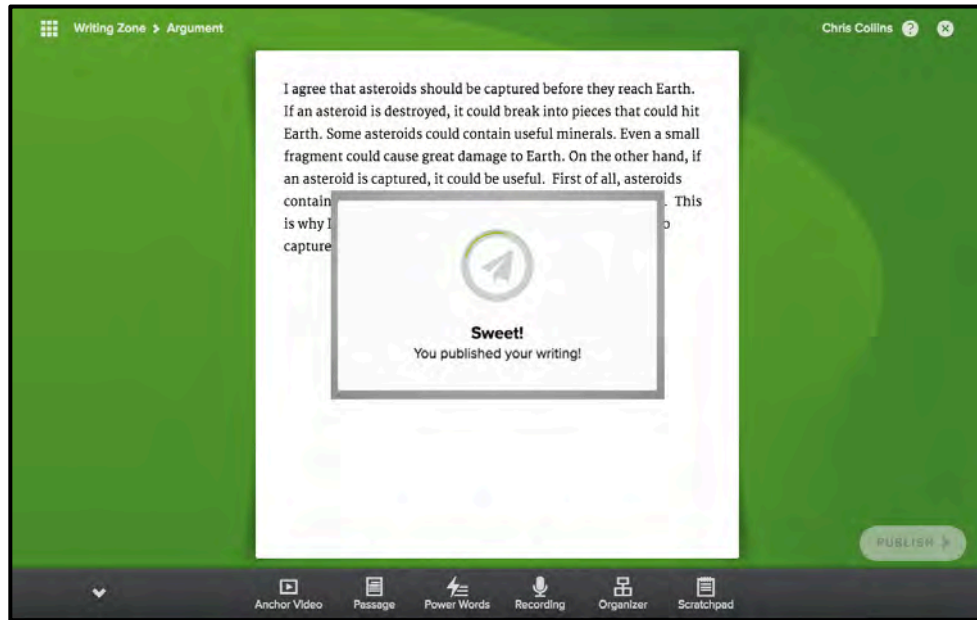 Writing Zone > Argument
Chris Collins ?
I agree that asteroids should be captured before they reach Earth.
If an asteroid is destroyed, it could break into pieces that could hit
Earth. Some asteroids could contain useful minerals. Even a small
fragment could cause great damage to Earth. On the other hand, if
an asteroid is captured, it could be useful.  First of all, asteroids
contain . This
is why I
capture
Sweet!
You published your writing!
PUBLISH
Anchor Video
Passage
Power Words
Recording
Organizer
Scratchpad